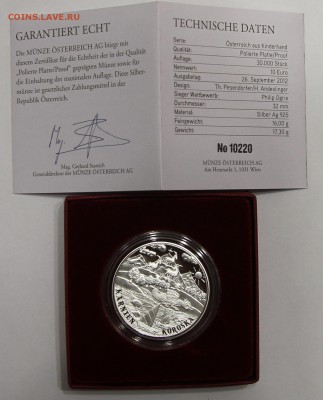 COINS.LAVE.RU
GARANTIERT ECHT
Die MÜNZE ÖSTERREICH AG bürgt mit
diesem Zertifikat für die Echtheit der in der Qualität
„Polierte Platte/Proof“ geprägten Münze sowie für
die Einhaltung der maximalen Auflage. Diese Silber-
münze ist gesetzliches Zahlungsmittel in der
Republik Österreich.
Mag. Gerhard Starsich
Generaldirektor der MÜNZE ÖSTERREICH AG
TECHNISCHE DATEN
Serie: Österreich aus Kinderhand
Qualität: Polierte Platte/Proof
Auflage: 30.000 Stück
Nennwert: 10 Euro
Ausgabetag: 26. September 2012
Design: Th. Pesendorfer/H. Andexlinger
Sieger Wettbewerb: Philip Ogris
Durchmesser: 32 mm
Material: Silber Ag 925
Feingewicht: 16,00 g
Gesamtgewicht: 17,30 g
No 10220
MÜNZE ÖSTERREICH AG
Am Heumarkt 1, 1031 Wien
KÄRNTEN KOROŠKA